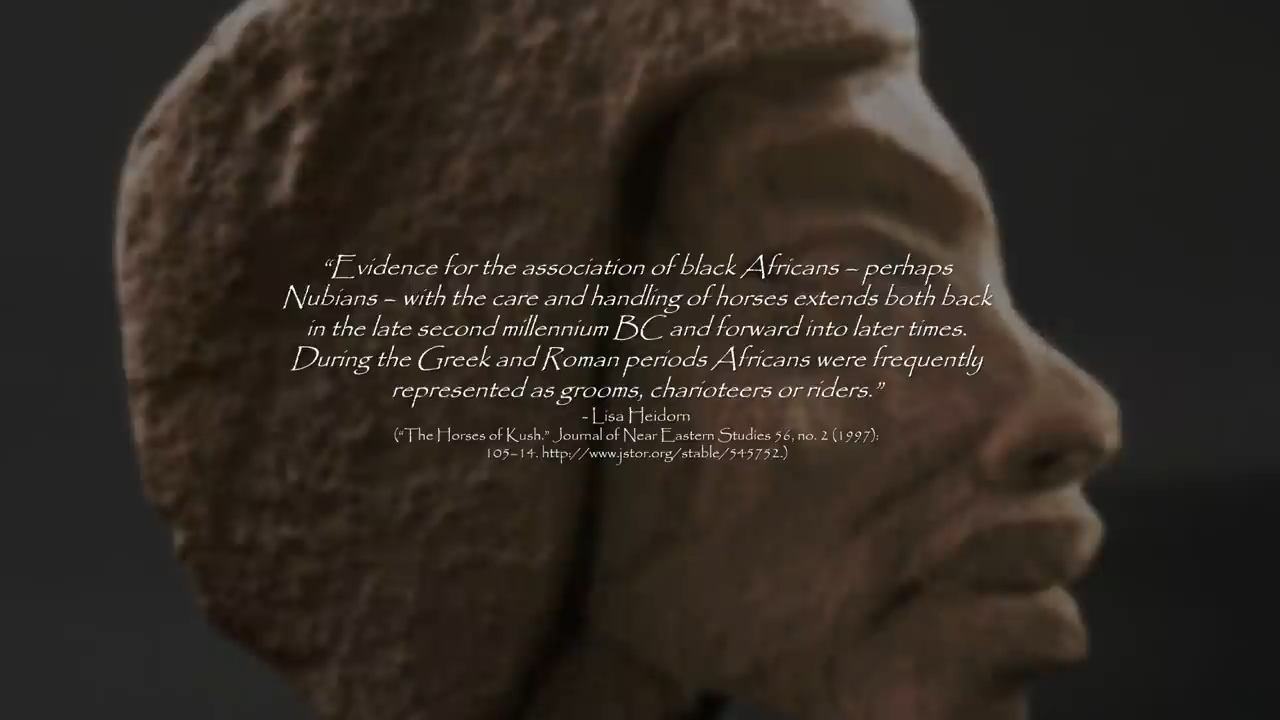 “Evidence for the association of black Africans – perhaps
Nubians – with the care and handling of horses extends both back
in the late second millennium BC and forward into later times.
During the Greek and Roman periods Africans were frequently
represented as grooms, charioteers or riders.”
- Lisa Heidorn
(“The Horses of Kush.” Journal of Near Eastern Studies 56, no. 2 (1997):
105–14. http://www.jstor.org/stable/545752.)